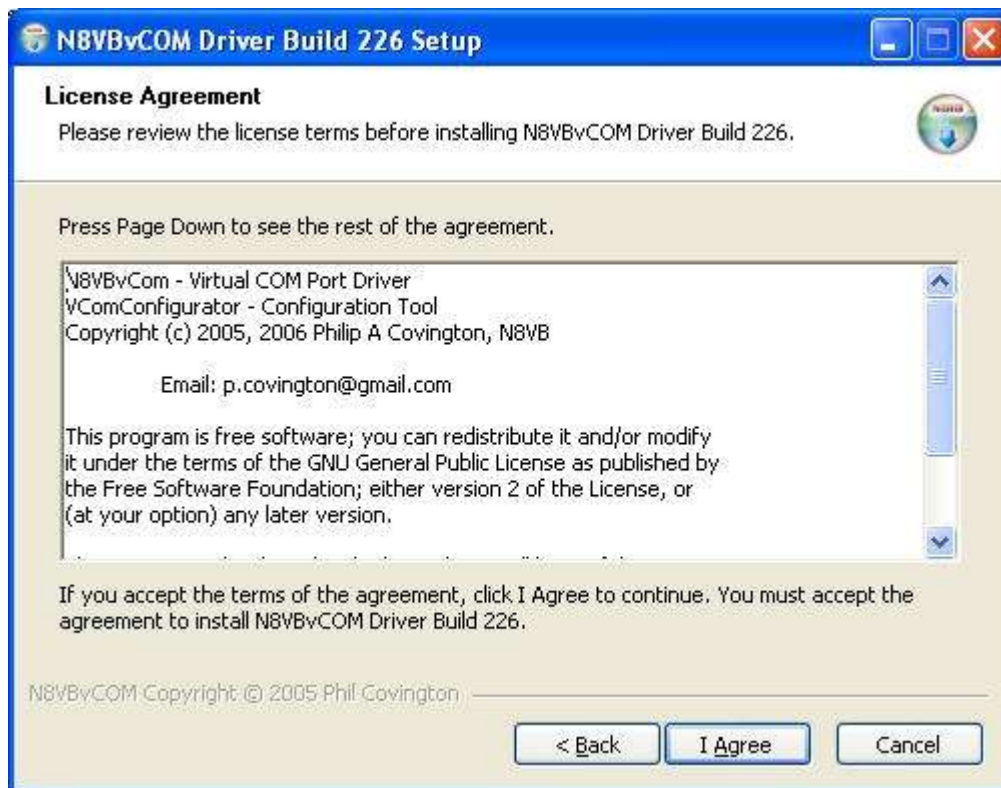 N8VBvCOM Driver Build 226 Setup
License Agreement
Please review the license terms before installing N8VBvCOM Driver Build 226.
Press Page Down to see the rest of the agreement.
N8VBvCom - Virtual COM Port Driver
VComConfigurator - Configuration Tool
Copyright (c) 2005, 2006 Philip A Covington, N8VB
Email: p.covington@gmail.com
This program is free software; you can redistribute it and/or modify
it under the terms of the GNU General Public License as published by
the Free Software Foundation; either version 2 of the License, or
(at your option) any later version.
If you accept the terms of the agreement, click I Agree to continue. You must accept the
agreement to install N8VBvCOM Driver Build 226.
N8VBvCOM Copyright © 2005 Phil Covington
< Back
I Agree
Cancel